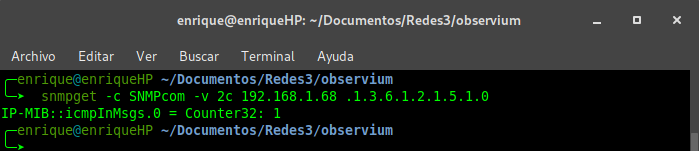 enrique@enriqueHP: ~/Documentos/Redes3/observium
Archivo Editar Ver Buscar Terminal Ayuda
enrique@enriqueHP ~/Documentos/Redes3/observium
snmpget -c SNMPcom -v 2c 192.168.1.68 .1.3.6.1.2.1.5.1.0
IP-MIB::icmpInMsgs.0 = Counter32: 1
enrique@enriqueHP ~/Documentos/Redes3/observium